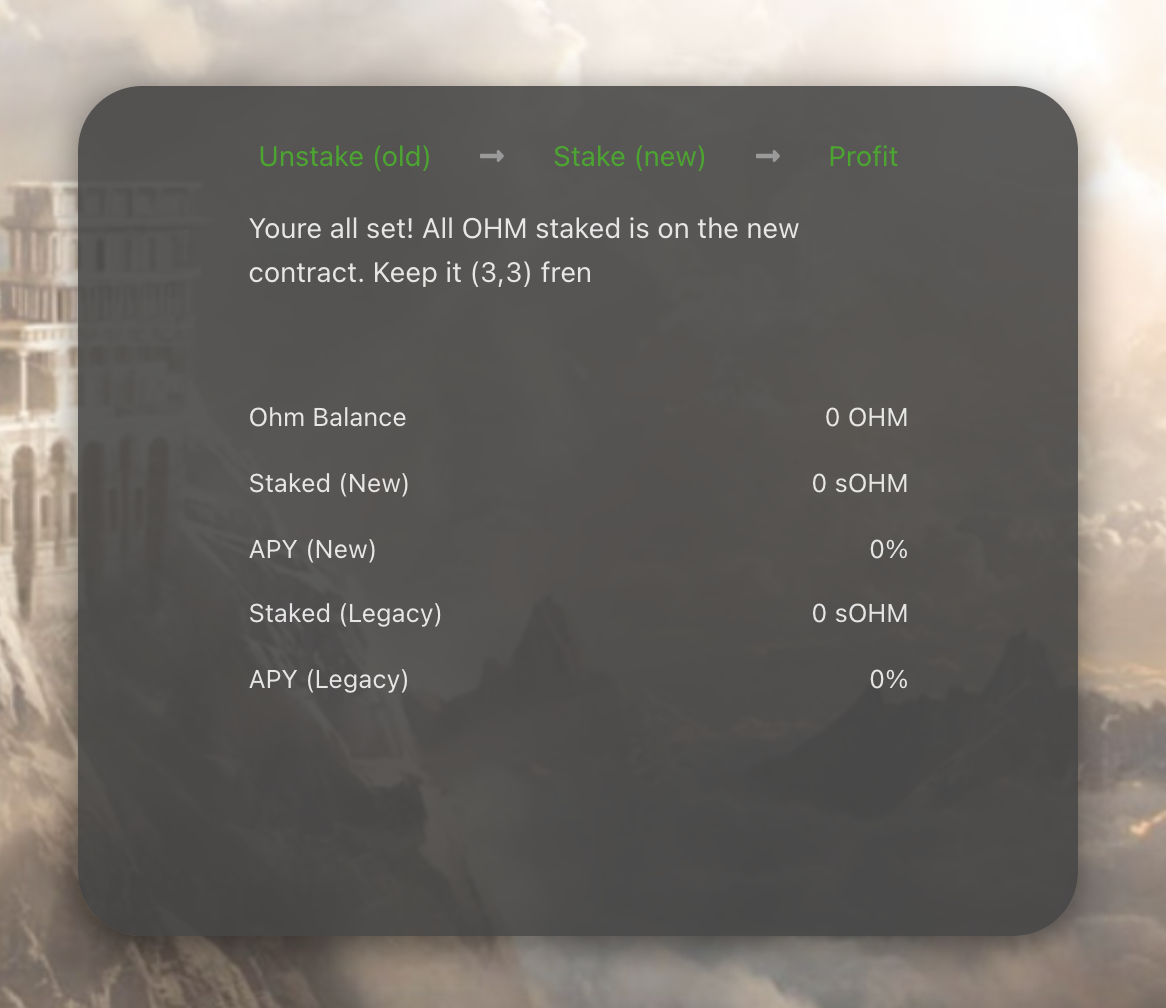 Unstake (old) → Stake (new) → Profit
Youre all set! All OHM staked is on the new
contract. Keep it (3,3) fren
Ohm Balance 0 OHM
Staked (New) 0 sOHM
APY (New) 0%
Staked (Legacy) 0 sOHM
APY (Legacy) 0%